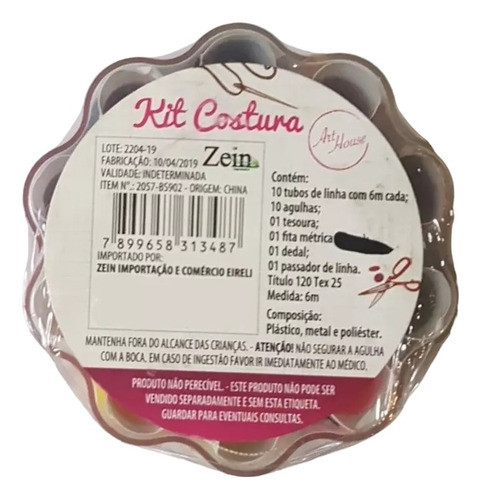 Kit Costura
Art House
LOTE: 2204-19
FABRICAÇÃO: 10/04/2019
VALIDADE: INDETERMINADA
ITEM Nº.: 2057-BS902 - ORIGEM: CHINA
Zein
7 899658 313487
IMPORTADO POR:
ZEIN IMPORTAÇÃO E COMÉRCIO EIRELI
Contém:
10 tubos de linha com 6m cada;
10 agulhas;
01 tesoura;
01 fita métrica
01 dedal;
01 passador de linha.
Título 120 Tex 25
Medida: 6m
Composição:
Plástico, metal e poliéster.
MANTENHA FORA DO ALCANCE DAS CRIANÇAS. - ATENÇÃO! NÃO SEGURAR A AGULHA
COM A BOCA. EM CASO DE INGESTÃO FAVOR IR IMEDIATAMENTE AO MÉDICO.
PRODUTO NÃO PERECÍVEL. - ESTE PRODUTO NÃO PODE SER
VENDIDO SEPARADAMENTE E SEM ESTA ETIQUETA.
GUARDAR PARA EVENTUAIS CONSULTAS.